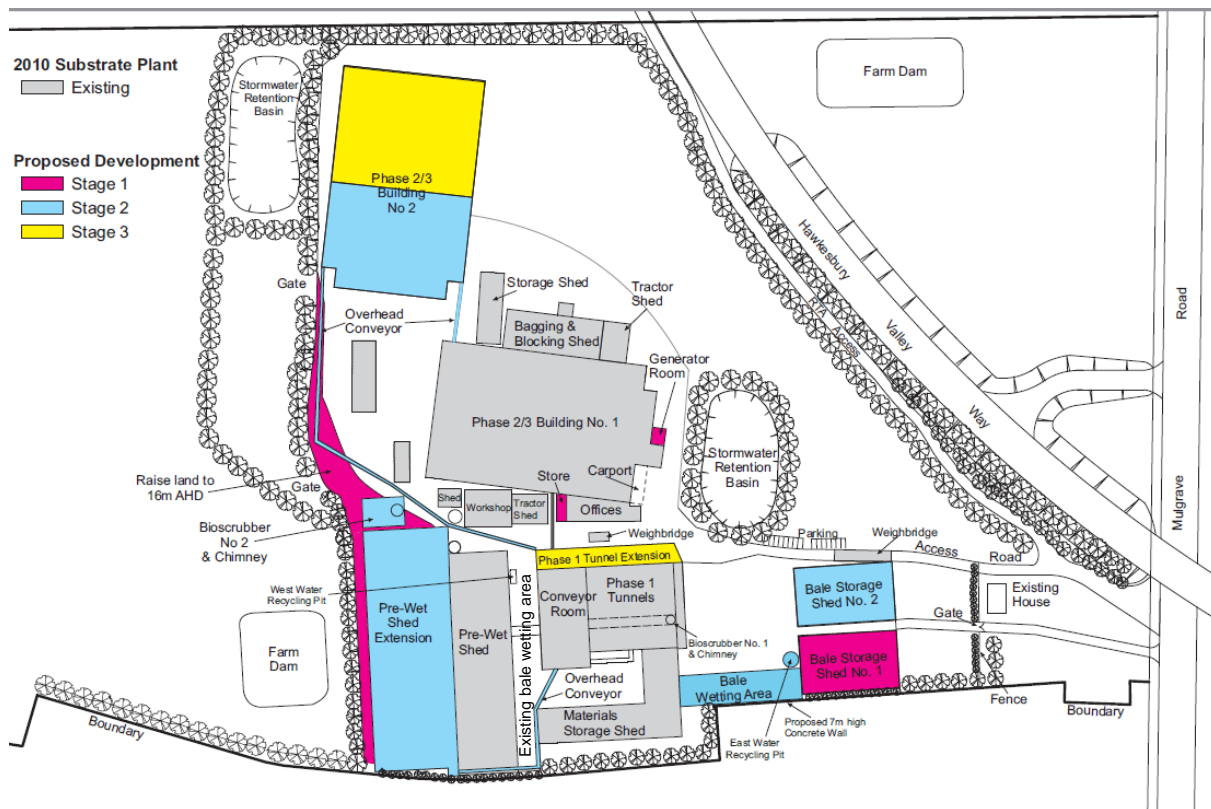 2010 Substrate Plant
Existing
Proposed Development
Stage 1
Stage 2
Stage 3
Stormwater
Retention
Basin
Farm Dam
Phase 2/3
Building
No 2
Hawkesbury
Valley
Way
RTA Access
Road
Mulgrave
Gate
Overhead
Conveyor
Storage Shed
Tractor
Shed
Bagging &
Blocking Shed
Generator
Room
Phase 2/3 Building No. 1
Carport
Stormwater
Retention
Basin
Raise land to
16m AHD
Gate
Store
Offices
Shed
Workshop
Tractor
Shed
Bioscrubber
No 2
& Chimney
Weighbridge
Parking
Weighbridge
Access
Road
Phase 1 Tunnel Extension
West Water
Recycling Pit
Conveyor
Room
Phase 1
Tunnels
Bale Storage
Shed No. 2
Existing
House
Gate
Pre-Wet
Shed
Extension
Pre-Wet
Shed
Existing bale wetting area
Bioscrubber No. 1
& Chimney
Farm
Dam
Bale Storage
Shed No. 1
Overhead
Conveyor
Bale
Wetting Area
Fence
Boundary
Materials
Storage Shed
Proposed 7m high
Concrete Wall
East Water
Recycling Pit
Boundary